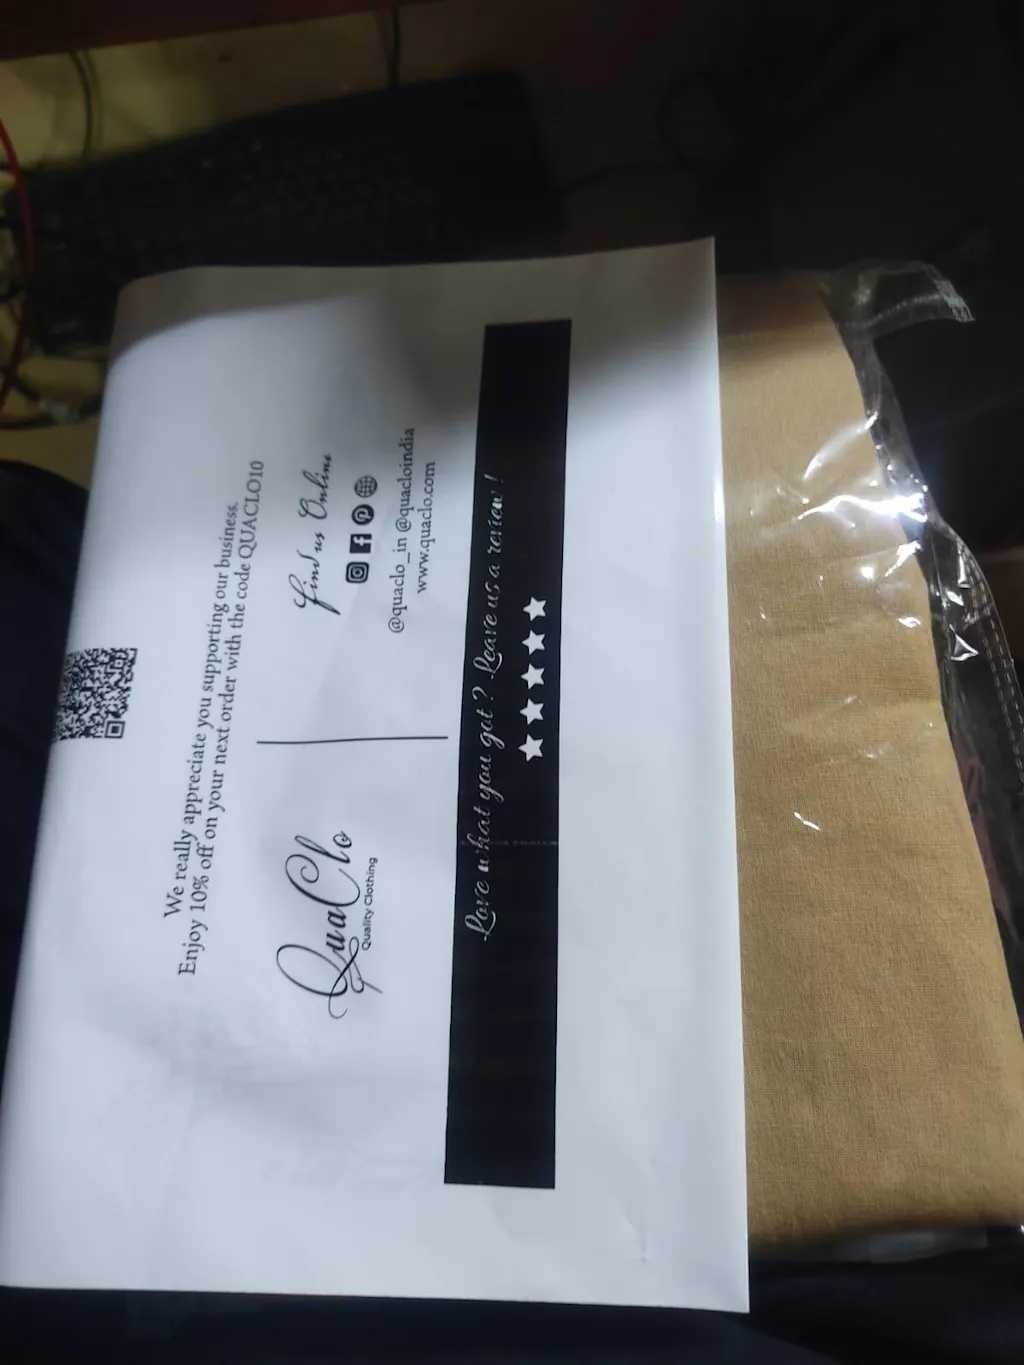 We really appreciate you supporting our business.
Enjoy 10% off on your next order with the code QUACLO10
QuaClo
Quality Clothing
Find us Online
@quaclo_in @quacloindia
www.quaclo.com
Love what you got? Leave us a review!